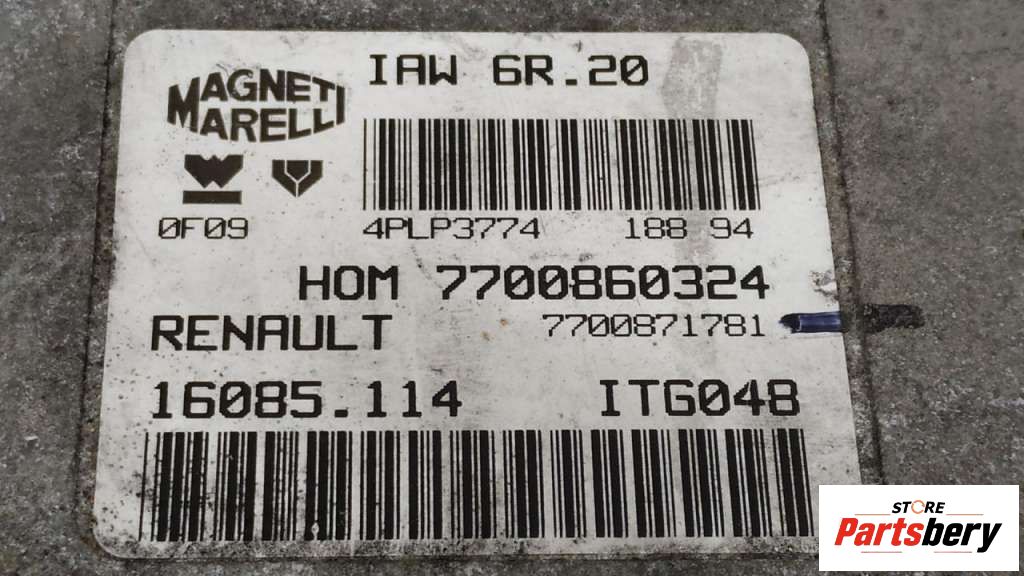 IAW 6R.20
MAGNETI
MARELLI
0F09
4PLP3774 188 94
HOM 7700860324
RENAULT 7700871781
16085.114 ITG048
STORE
Partsbery